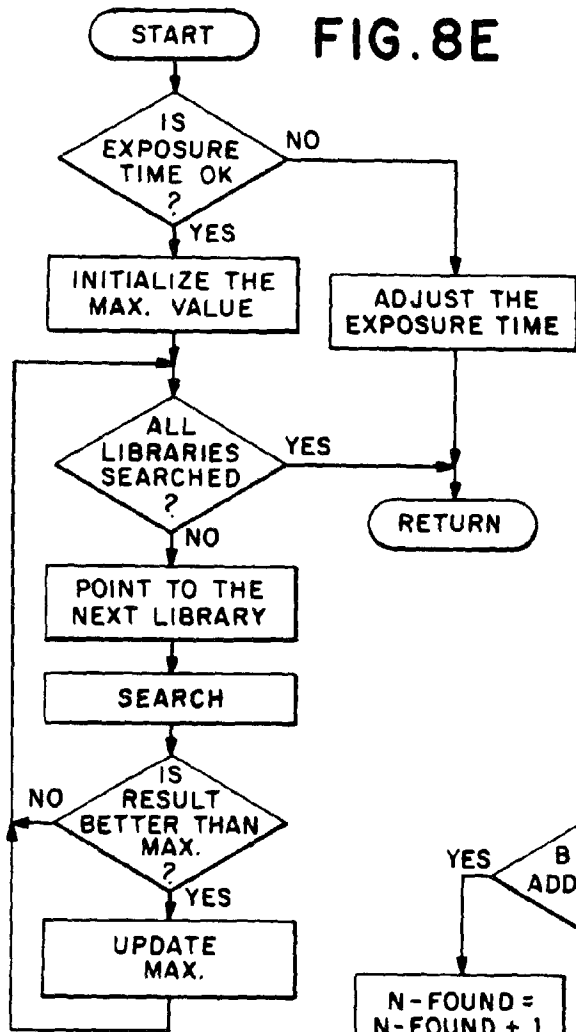 FIG. 8E
START
IS
EXPOSURE
TIME OK
?
NO
YES
INITIALIZE THE
MAX. VALUE
ADJUST THE
EXPOSURE TIME
ALL
LIBRARIES
SEARCHED
?
YES
NO
RETURN
POINT TO THE
NEXT LIBRARY
SEARCH
IS
RESULT
BETTER THAN
MAX.
?
NO
YES
UPDATE
MAX.
YES
B
ADD
N-FOUND =
N-FOUND + 1